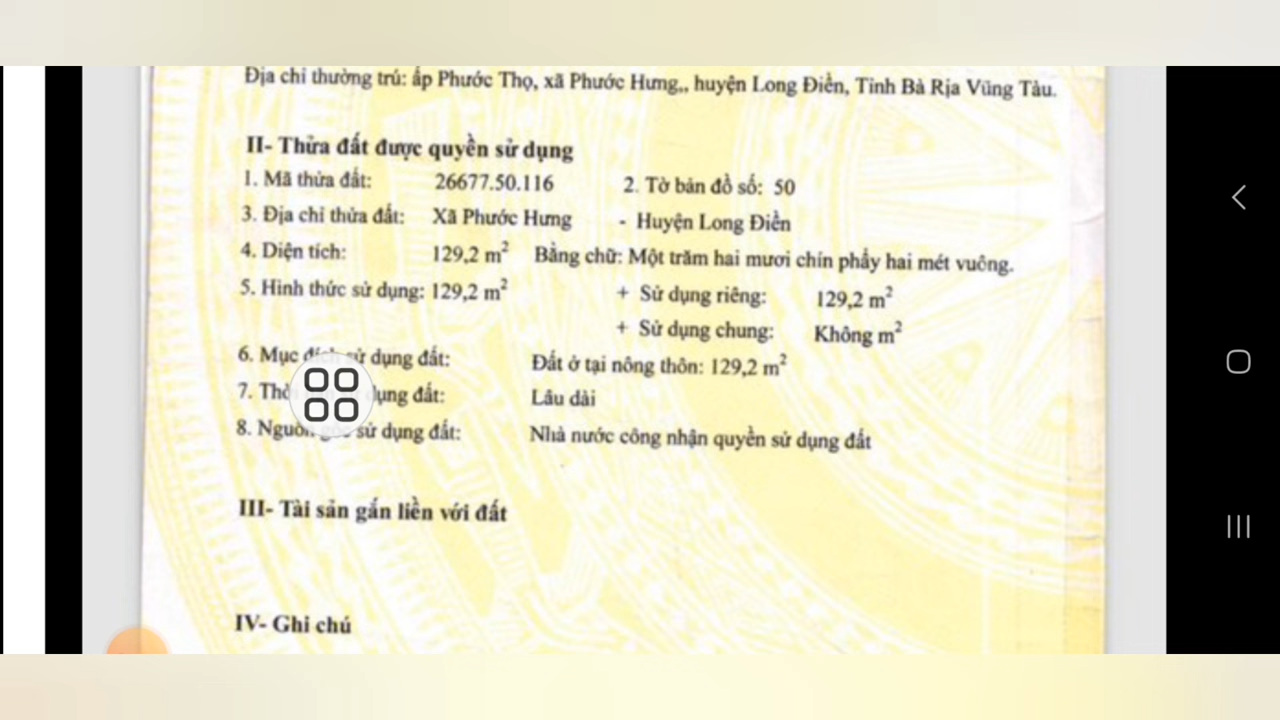 Địa chỉ thường trú: ấp Phước Thọ, xã Phước Hưng,, huyện Long Điền, Tỉnh Bà Rịa Vũng Tàu.
II- Thửa đất được quyền sử dụng
1. Mã thửa đất: 26677.50.116 2. Tờ bản đồ số: 50
3. Địa chỉ thửa đất: Xã Phước Hưng - Huyện Long Điền
4. Diện tích: 129,2 m² Bằng chữ: Một trăm hai mươi chín phẩy hai mét vuông.
5. Hình thức sử dụng: 129,2 m² + Sử dụng riêng: 129,2 m²
+ Sử dụng chung: Không m²
6. Mục đích sử dụng đất: Đất ở tại nông thôn: 129,2 m²
7. dụng đất: Lâu dài
8. Nguồn sử dụng đất: Nhà nước công nhận quyền sử dụng đất
III- Tài sản gắn liền với đất
IV- Ghi chú